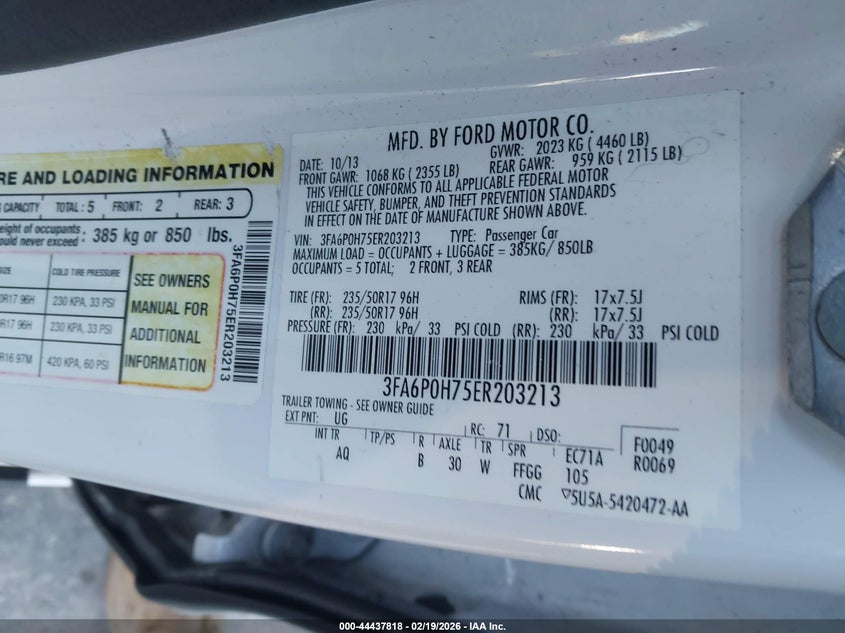 RE AND LOADING INFORMATION
CAPACITY TOTAL: 5 FRONT: 2 REAR: 3
eight of occupants
ould never exceed : 385 kg or 850 lbs.
SIZE COLD TIRE PRESSURE
0R17 96H 230 KPA, 33 PSI
0R17 96H 230 KPA, 33 PSI
R16 97M 420 KPA, 60 PSI
SEE OWNERS
MANUAL FOR
ADDITIONAL
INFORMATION
3FA6P0H75ER203213
MFD. BY FORD MOTOR CO.
DATE: 10/13 GVWR: 2023 KG ( 4460 LB)
FRONT GAWR: 1068 KG ( 2355 LB) REAR GAWR: 959 KG ( 2115 LB)
THIS VEHICLE CONFORMS TO ALL APPLICABLE FEDERAL MOTOR
VEHICLE SAFETY, BUMPER, AND THEFT PREVENTION STANDARDS
IN EFFECT ON THE DATE OF MANUFACTURE SHOWN ABOVE.
VIN: 3FA6P0H75ER203213 TYPE: Passenger Car
MAXIMUM LOAD = OCCUPANTS + LUGGAGE = 385KG/ 850LB
OCCUPANTS = 5 TOTAL; 2 FRONT, 3 REAR
TIRE (FR): 235/50R17 96H RIMS (FR): 17x7.5J
(RR): 235/50R17 96H (RR): 17x7.5J
PRESSURE (FR): 230 kPa/ 33 PSI COLD (RR): 230 kPa/ 33 PSI COLD
3FA6P0H75ER203213
TRAILER TOWING - SEE OWNER GUIDE
EXT PNT: UG RC: 71 DSO:
INT TR TP/PS R AXLE TR SPR EC71A F0049
AQ B 30 W FFGG 105 R0069
CMC 5U5A-5420472-AA
000-44437818 - 02/19/2026 - IAA Inc.